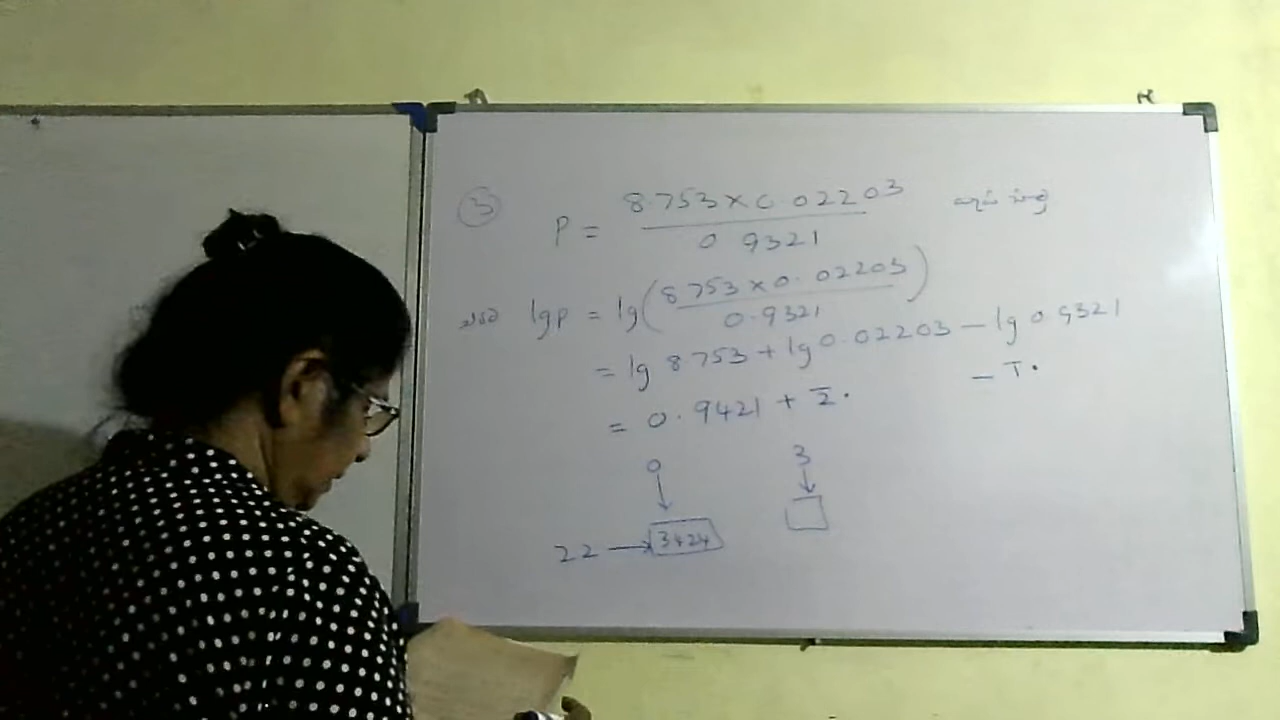 ③ P = 8.753 × 0.02203 / 0.9321
lg P = lg ( 8.753 × 0.02203 / 0.9321 )
= lg 8.753 + lg 0.02203 − lg 0.9321
= 0.9421 + 2̅. − 1̅.
0 3
22 → 3424